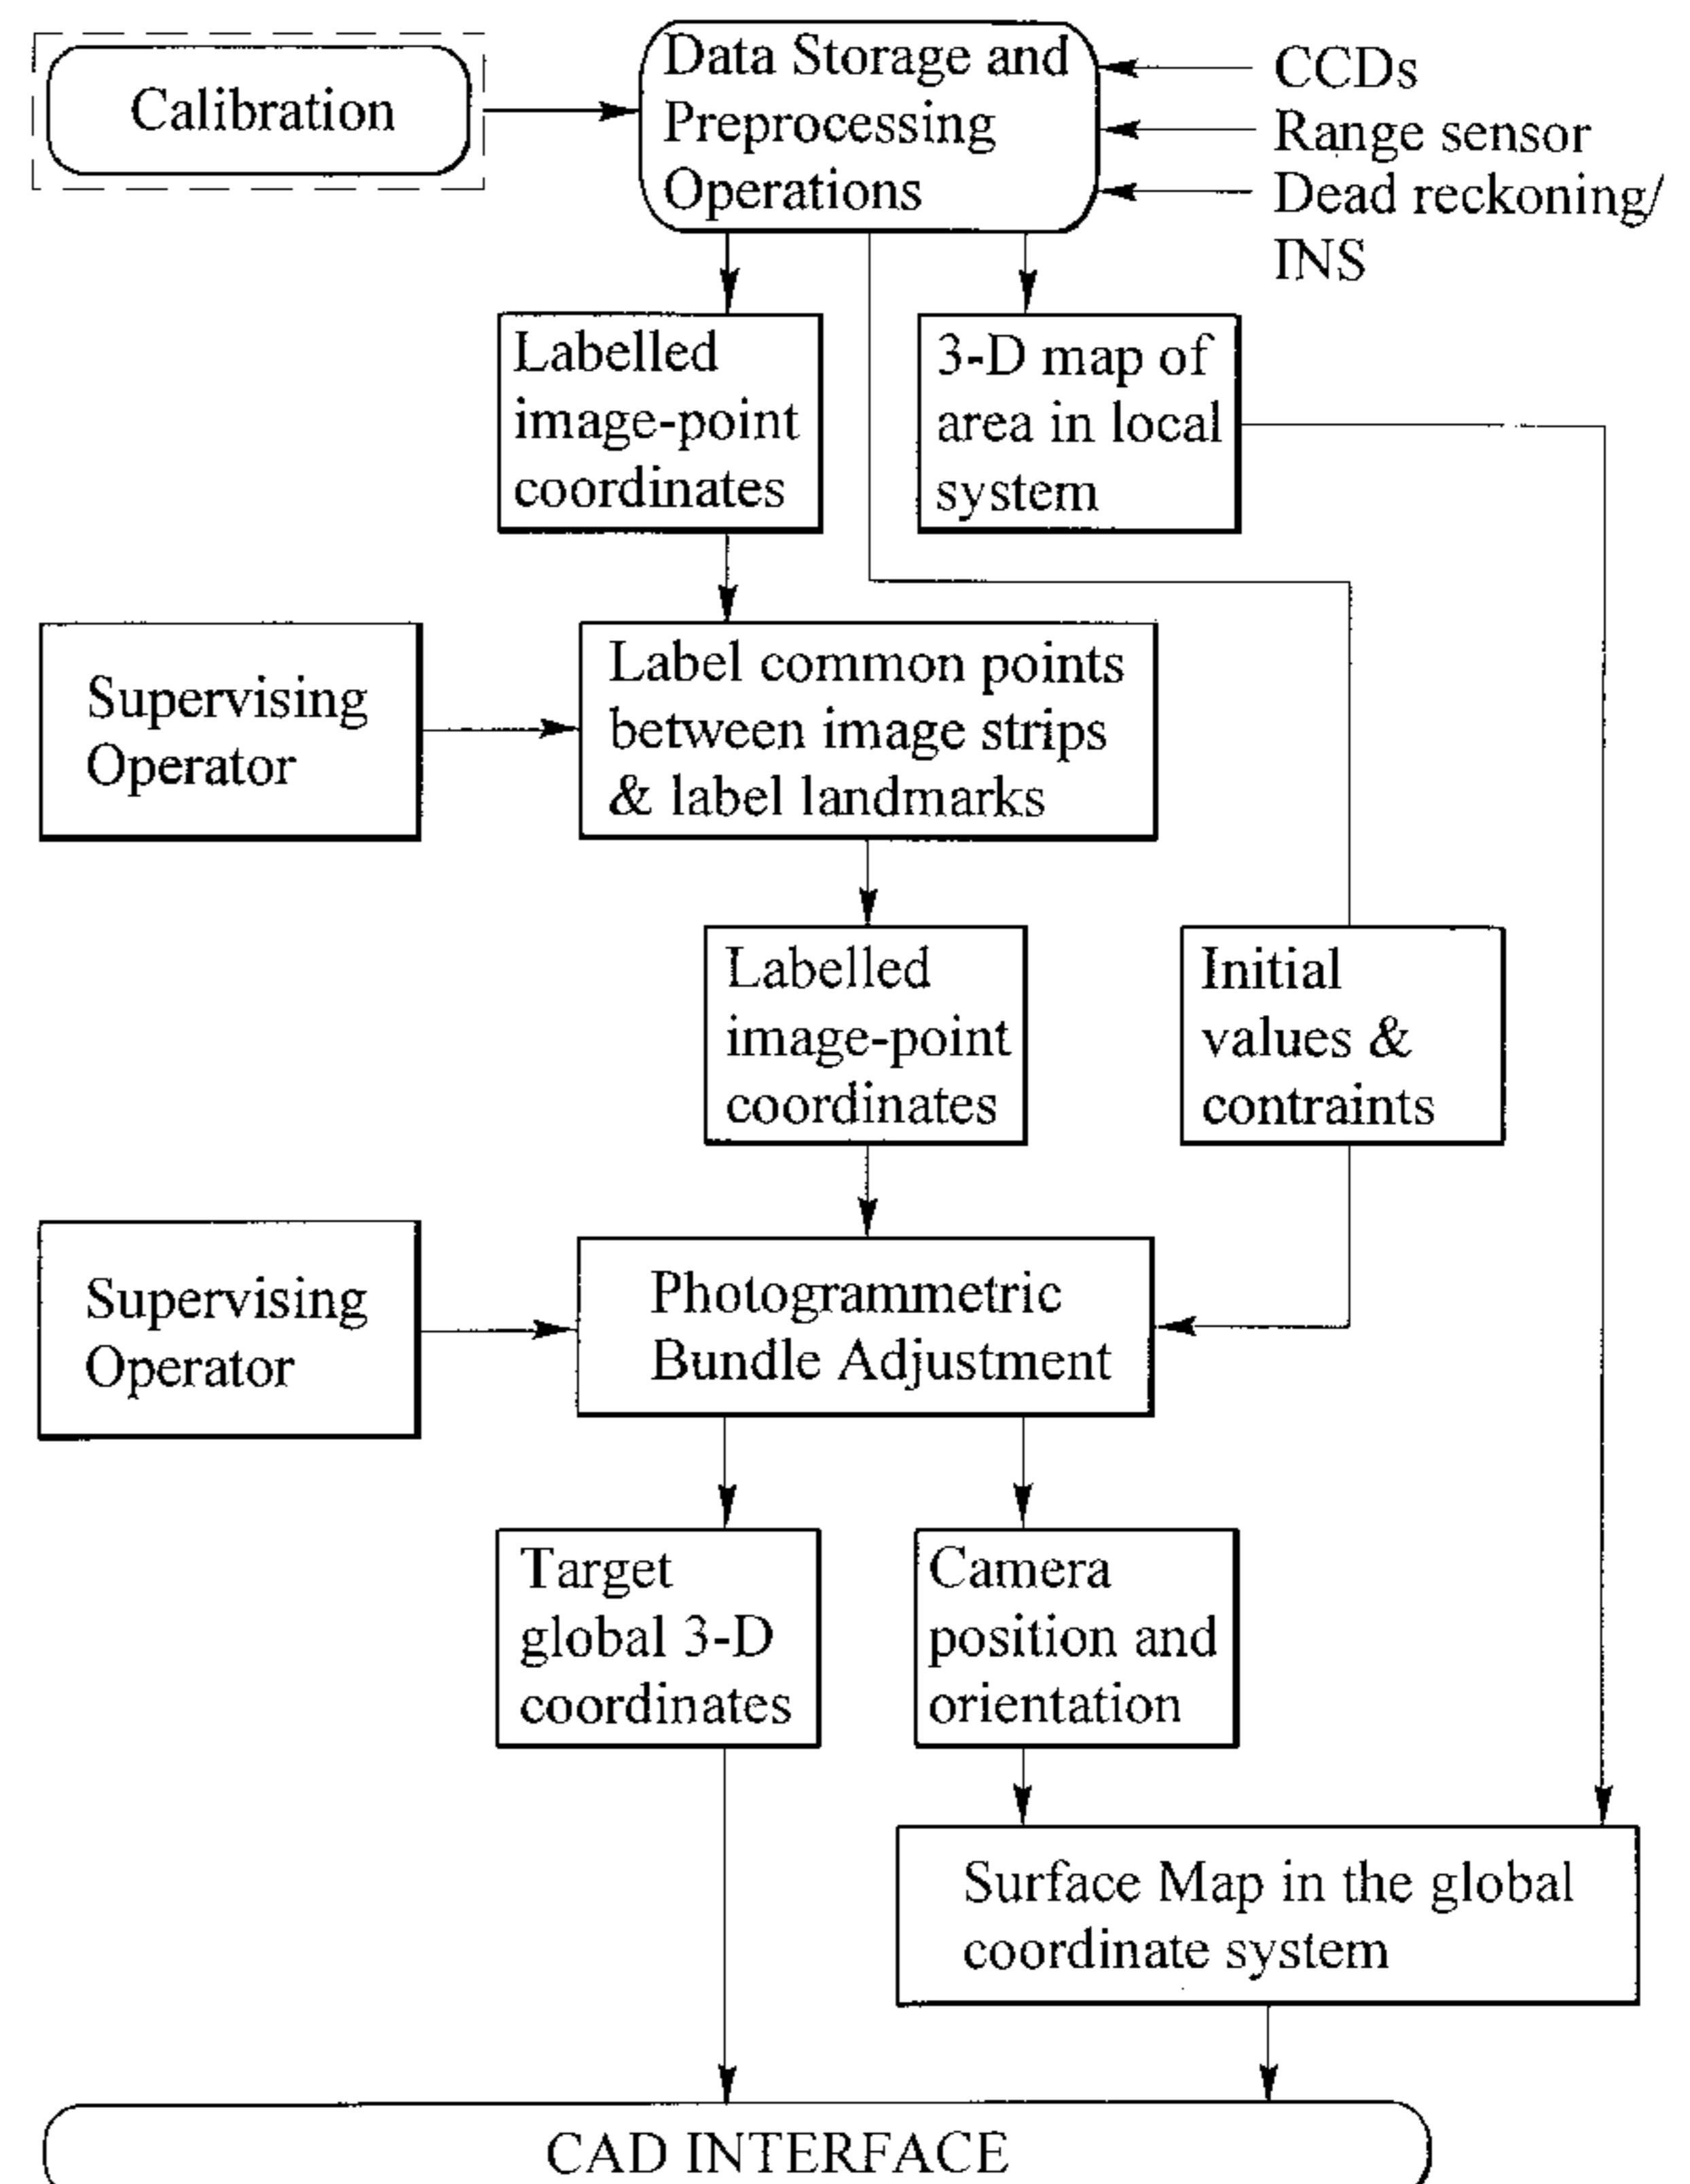 Calibration
Data Storage and
Preprocessing
Operations
CCDs
Range sensor
Dead reckoning/
INS
Labelled
image-point
coordinates
3-D map of
area in local
system
Supervising
Operator
Label common points
between image strips
& label landmarks
Labelled
image-point
coordinates
Initial
values &
contraints
Supervising
Operator
Photogrammetric
Bundle Adjustment
Target
global 3-D
coordinates
Camera
position and
orientation
Surface Map in the global
coordinate system
CAD INTERFACE